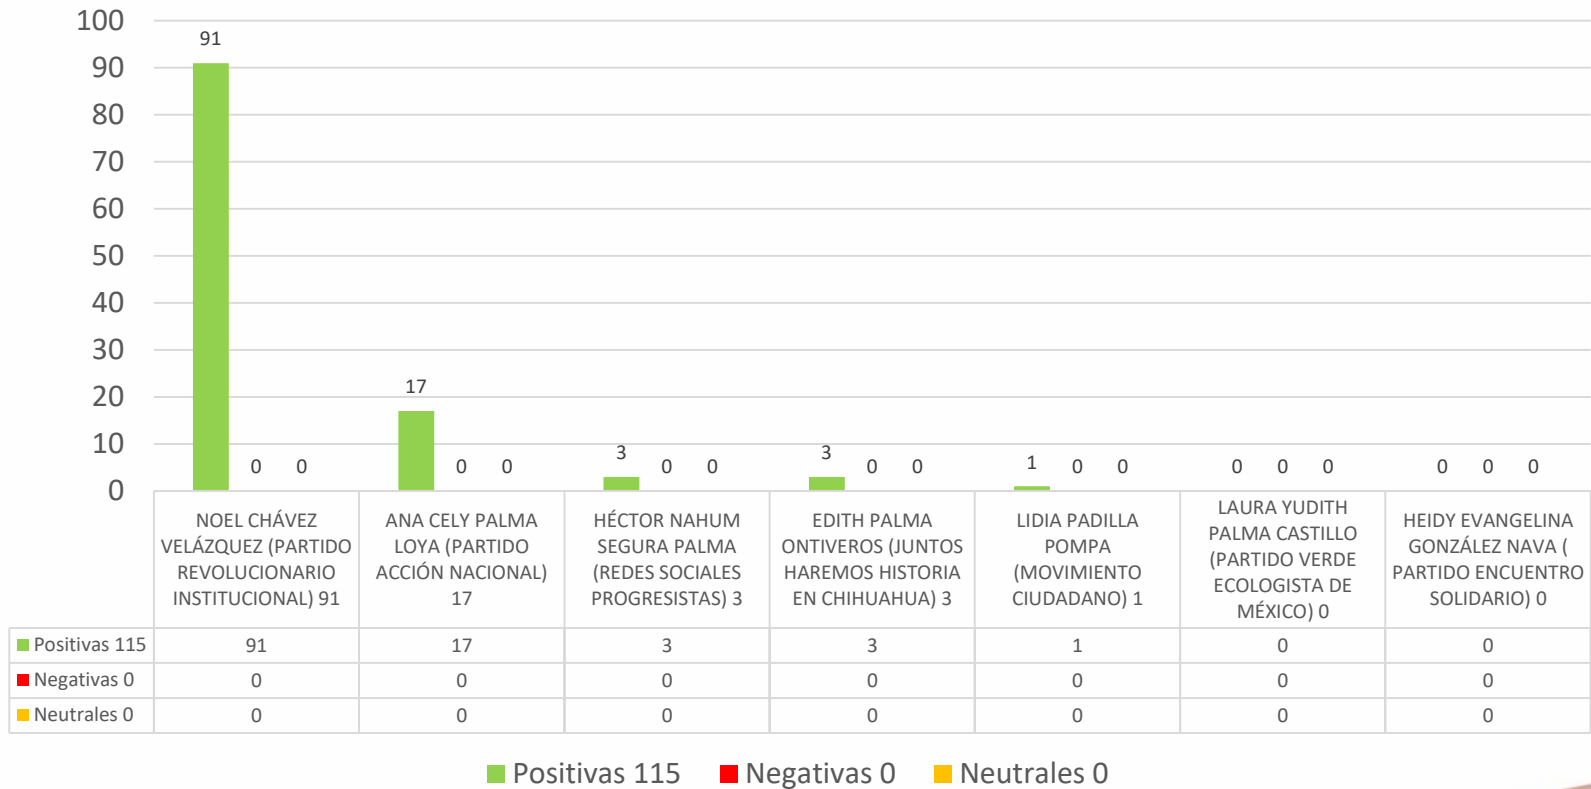 100
90
80
70
60
50
40
30
20
10
0
91
0 0
17
0 0
3
0 0
3
0 0
1
0 0
0 0 0
0 0 0
NOEL CHÁVEZ
VELÁZQUEZ (PARTIDO
REVOLUCIONARIO
INSTITUCIONAL) 91
ANA CELY PALMA
LOYA (PARTIDO
ACCIÓN NACIONAL)
17
HÉCTOR NAHUM
SEGURA PALMA
(REDES SOCIALES
PROGRESISTAS) 3
EDITH PALMA
ONTIVEROS (JUNTOS
HAREMOS HISTORIA
EN CHIHUAHUA) 3
LIDIA PADILLA
POMPA
(MOVIMIENTO
CIUDADANO) 1
LAURA YUDITH
PALMA CASTILLO
(PARTIDO VERDE
ECOLOGISTA DE
MÉXICO) 0
HEIDY EVANGELINA
GONZÁLEZ NAVA (
PARTIDO ENCUENTRO
SOLIDARIO) 0
Positivas 115 91 17 3 3 1 0 0
Negativas 0 0 0 0 0 0 0 0
Neutrales 0 0 0 0 0 0 0 0
Positivas 115 Negativas 0 Neutrales 0